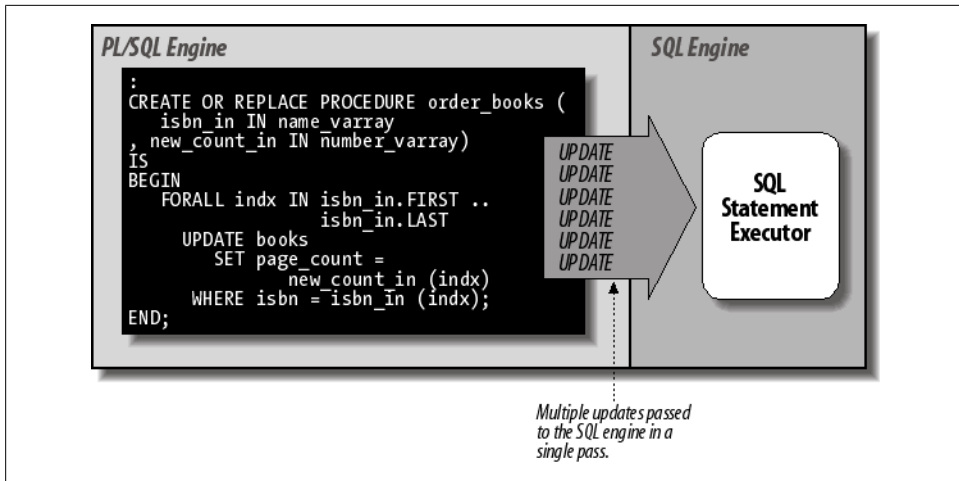 PL/SQL Engine
SQL Engine
:
CREATE OR REPLACE PROCEDURE order_books (
isbn_in IN name_varray
, new_count_in IN number_varray)
IS
BEGIN
FORALL indx IN isbn_in.FIRST ..
isbn_in.LAST
UPDATE books
SET page_count =
new_count_in (indx)
WHERE isbn = isbn_in (indx);
END;
UPDATE
UPDATE
UPDATE
UPDATE
UPDATE
UPDATE
SQL
Statement
Executor
Multiple updates passed
to the SQL engine in a
single pass.